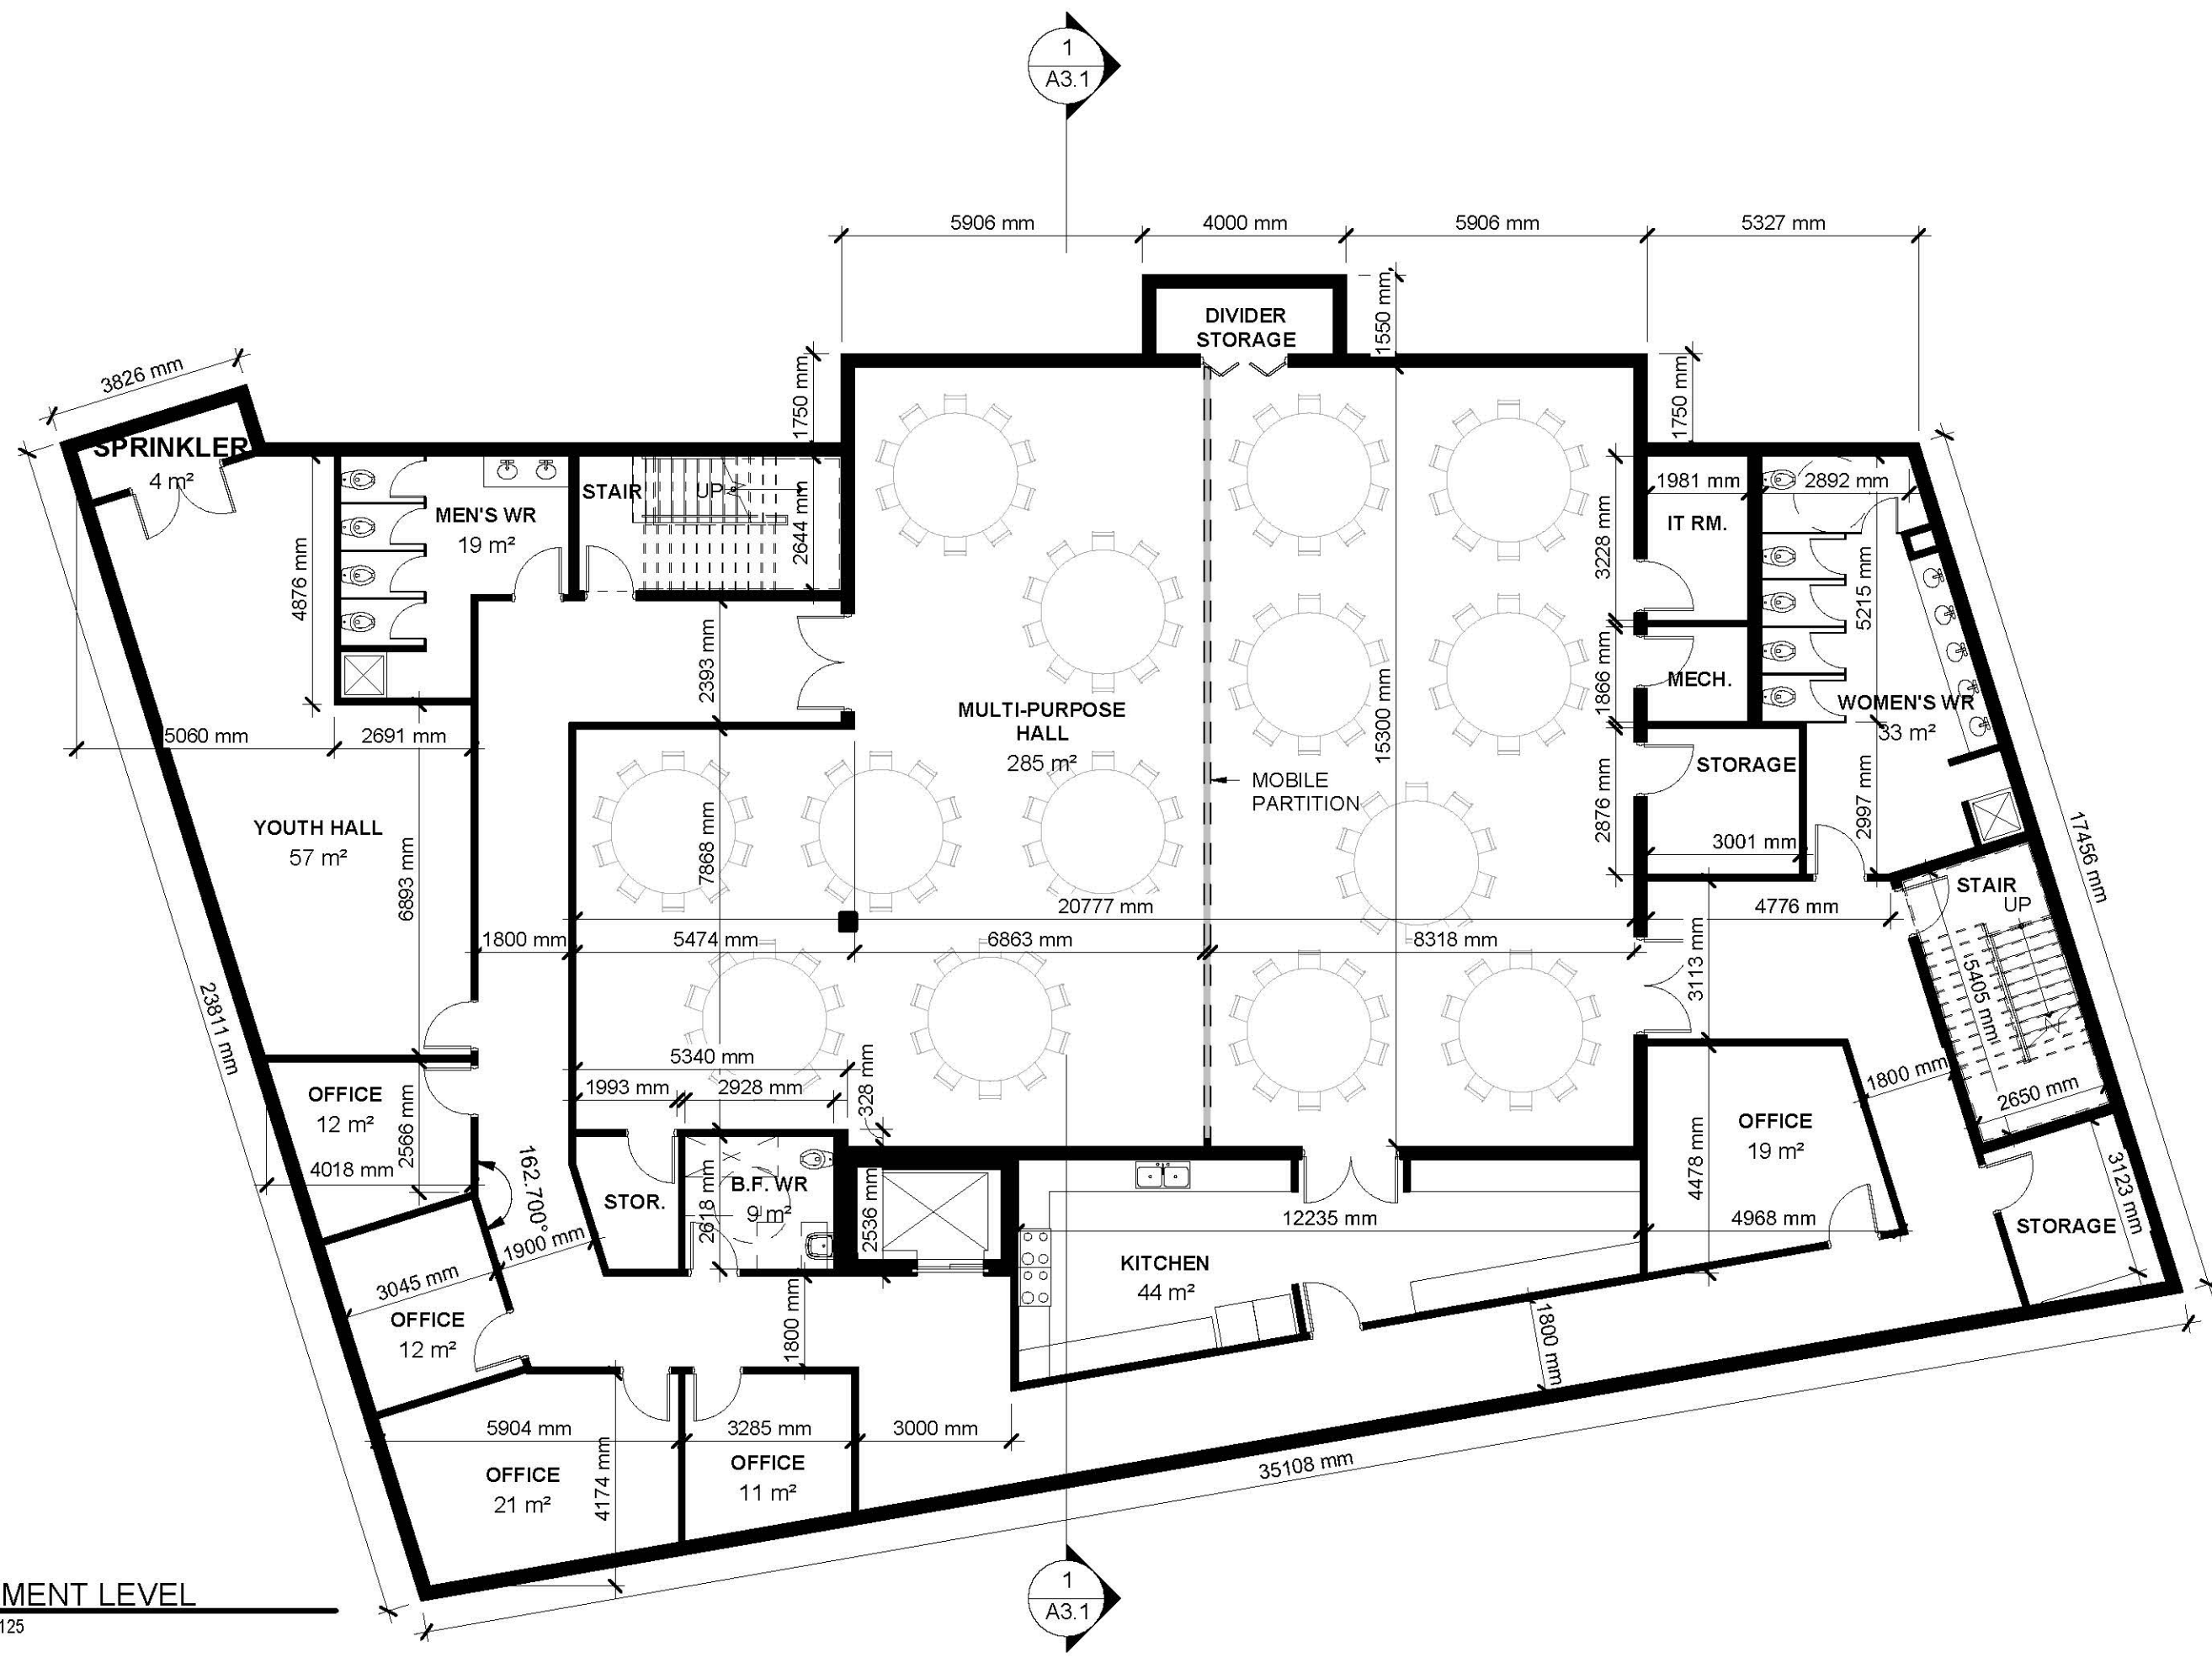 1
A3.1
5906 mm
4000 mm
5906 mm
5327 mm
DIVIDER
STORAGE
1550 mm
3826 mm
1750 mm
1750 mm
SPRINKLER
4 m²
STAIR
UP
2644 mm
MEN'S WR
19 m²
4876 mm
1981 mm
2892 mm
IT RM.
3228 mm
5215 mm
2393 mm
1866 mm
MECH.
WOMEN'S WR
33 m²
MULTI-PURPOSE
HALL
285 m²
15300 mm
5060 mm
2691 mm
STORAGE
MOBILE
PARTITION
2876 mm
2997 mm
3001 mm
YOUTH HALL
57 m²
7868 mm
6893 mm
17456 mm
STAIR
UP
20777 mm
4776 mm
1800 mm
5474 mm
6863 mm
8318 mm
3113 mm
5405 mm
23811 mm
5340 mm
1993 mm
2928 mm
328 mm
1800 mm
2650 mm
OFFICE
12 m²
2566 mm
4018 mm
162.700°
OFFICE
19 m²
4478 mm
3123 mm
STOR.
B.F. WR
9 m²
2618 mm
2536 mm
12235 mm
4968 mm
STORAGE
1900 mm
3045 mm
OFFICE
12 m²
KITCHEN
44 m²
1800 mm
1800 mm
5904 mm
3285 mm
3000 mm
OFFICE
21 m²
4174 mm
OFFICE
11 m²
35108 mm
1
A3.1
MENT LEVEL
125